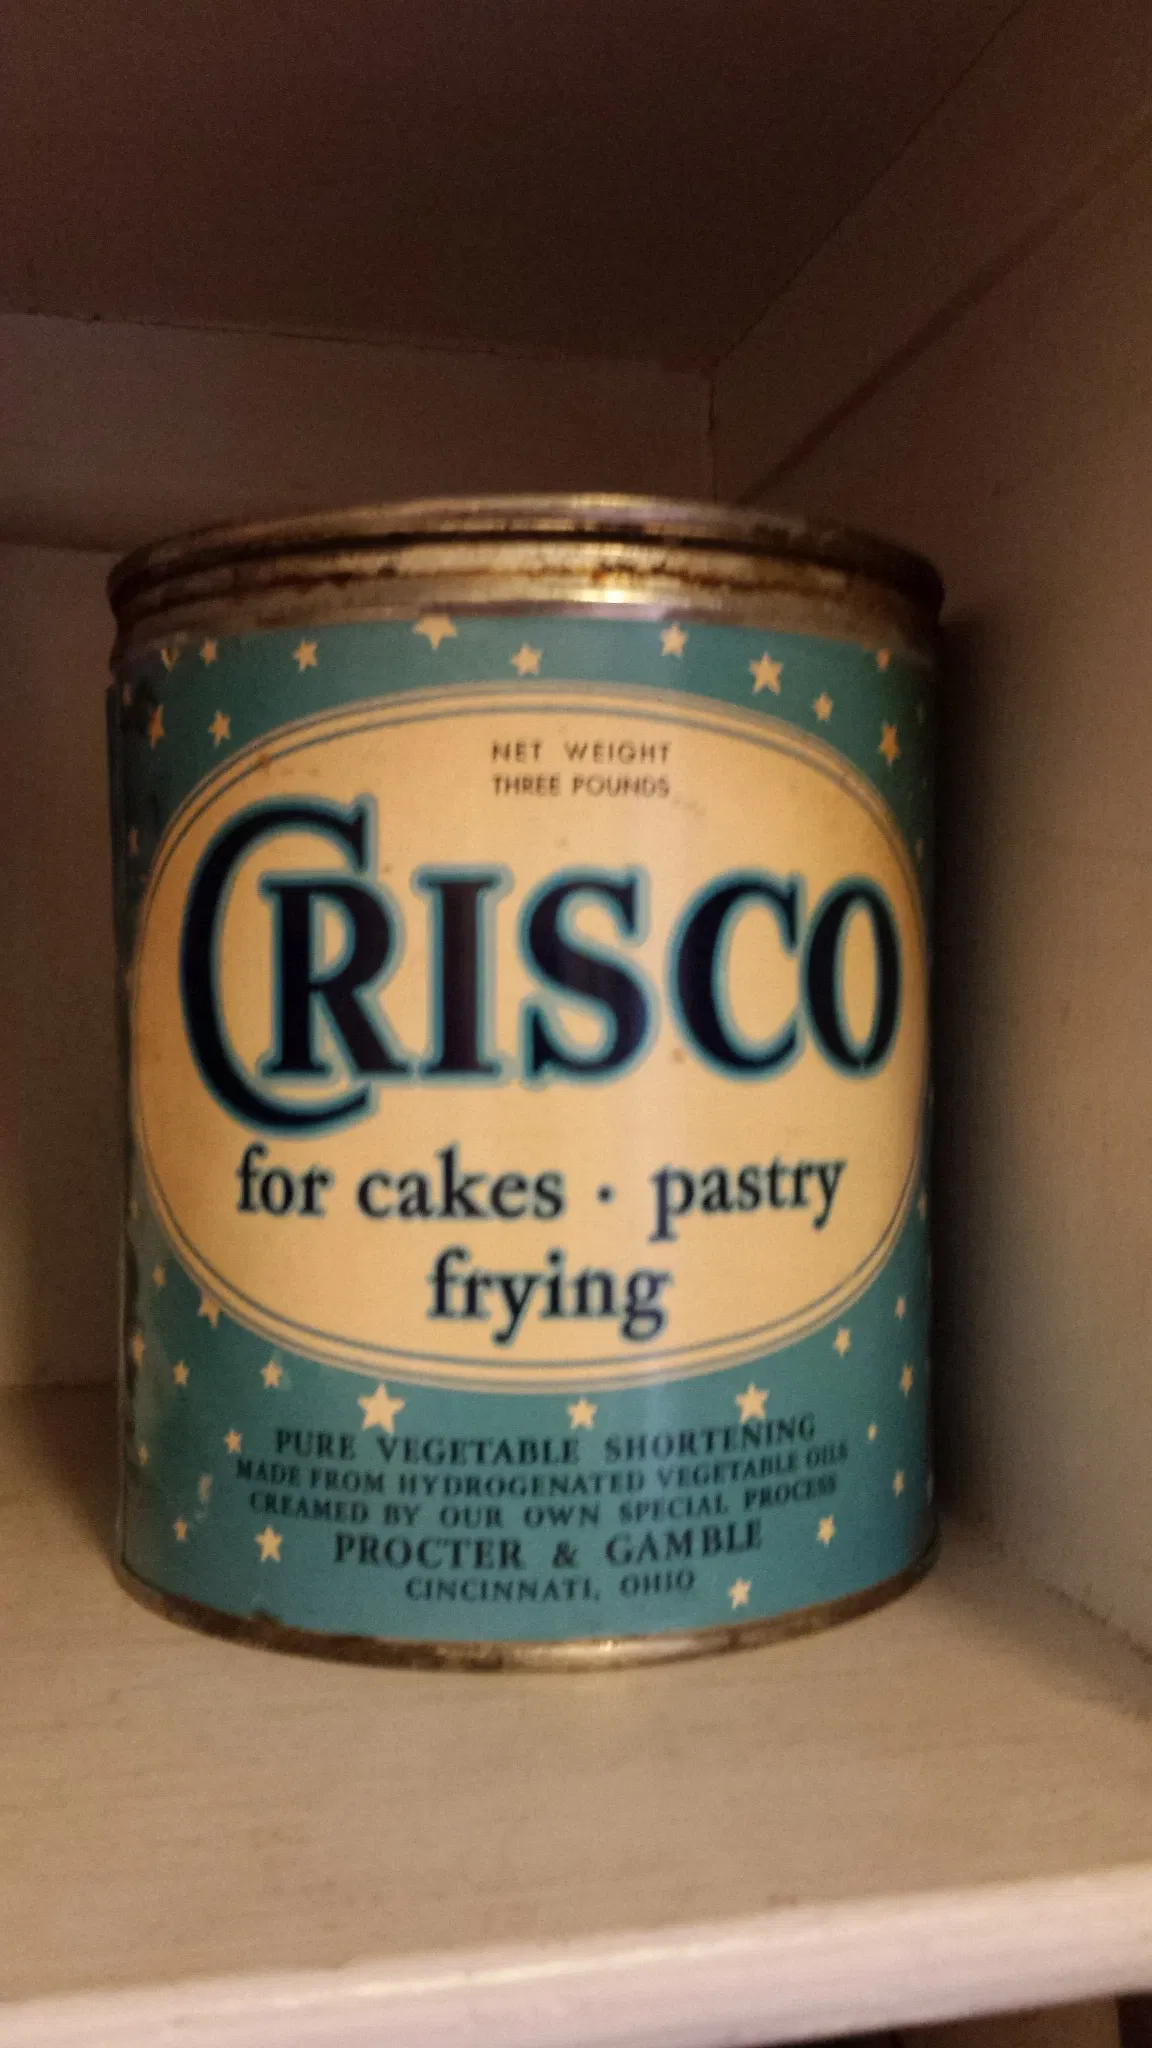 NET WEIGHT
THREE POUNDS
CRISCO
for cakes · pastry
frying
PURE VEGETABLE SHORTENING
MADE FROM HYDROGENATED VEGETABLE OILS
CREAMED BY OUR OWN SPECIAL PROCESS
PROCTER & GAMBLE
CINCINNATI, OHIO